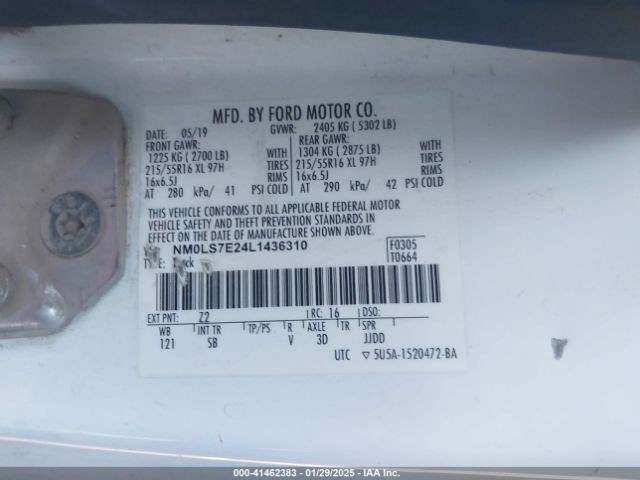 MFD. BY FORD MOTOR CO.
DATE: 05/19 GVWR: 2405 KG ( 5302 LB)
FRONT GAWR: REAR GAWR:
1225 KG ( 2700 LB) WITH 1304 KG ( 2875 LB) WITH
215/55R16 XL 97H TIRES 215/55R16 XL 97H TIRES
16x6.5J RIMS 16x6.5J RIMS
AT 280 kPa/ 41 PSI COLD AT 290 kPa/ 42 PSI COLD
THIS VEHICLE CONFORMS TO ALL APPLICABLE FEDERAL MOTOR
VEHICLE SAFETY AND THEFT PREVENTION STANDARDS IN
EFFECT ON THE DATE OF MANUFACTURE SHOWN ABOVE.
NM0LS7E24L1436310 F0305
TYPE: T0664
EXT PNT: Z2 RC: 16 DSO:
WB INT TR TP/PS R AXLE TR SPR
121 SB V 3D JJDD
UTC ▽ 5U5A-1520472-BA
000-41462383 - 01/29/2025 - IAA Inc.